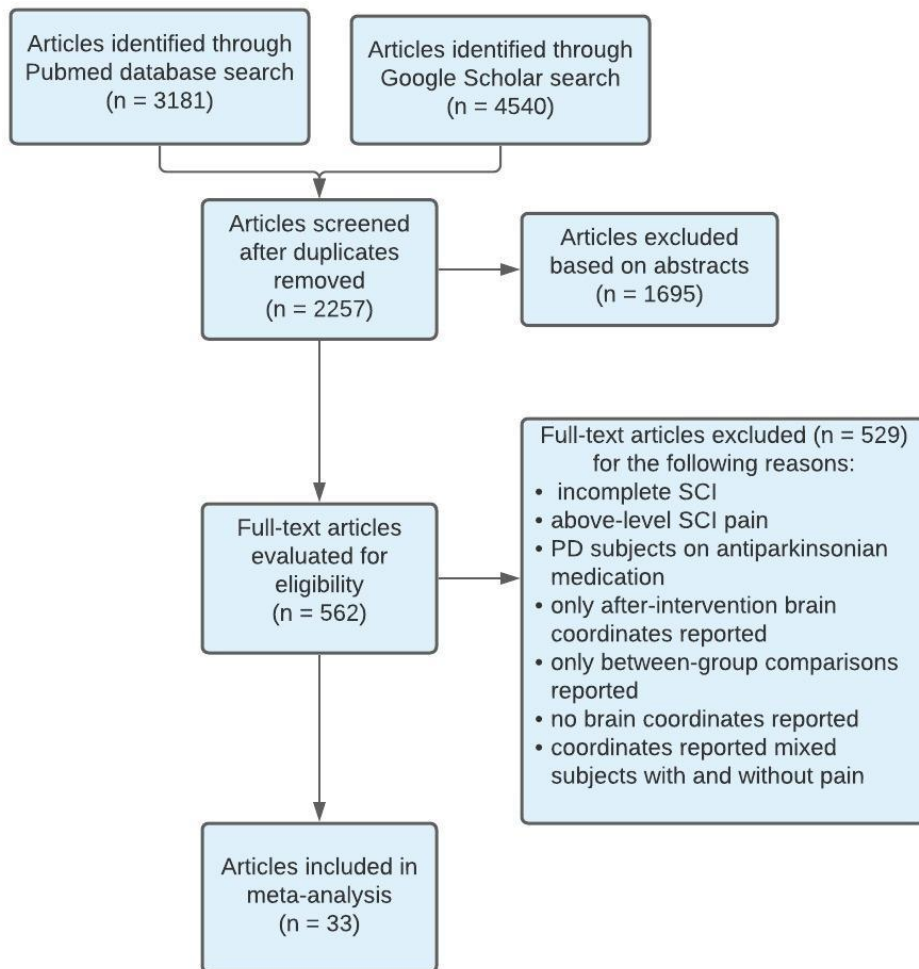 Articles identified through
Pubmed database search
(n = 3181)
Articles identified through
Google Scholar search
(n = 4540)
Articles screened
after duplicates
removed
(n = 2257)
Articles excluded
based on abstracts
(n = 1695)
Full-text articles
evaluated for
eligibility
(n = 562)
Full-text articles excluded (n = 529)
for the following reasons:
• incomplete SCI
• above-level SCI pain
• PD subjects on antiparkinsonian
medication
• only after-intervention brain
coordinates reported
• only between-group comparisons
reported
• no brain coordinates reported
• coordinates reported mixed
subjects with and without pain
Articles included in
meta-analysis
(n = 33)